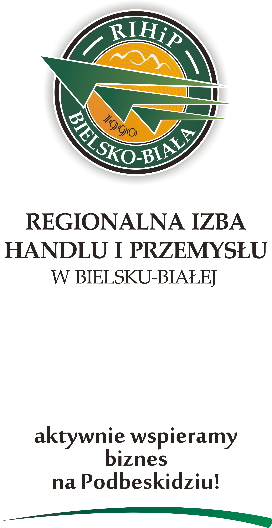 RIHiP
1990
BIELSKO-BIAŁA
REGIONALNA IZBA
HANDLU I PRZEMYSŁU
W BIELSKU-BIAŁEJ
aktywnie wspieramy
biznes
na Podbeskidziu!